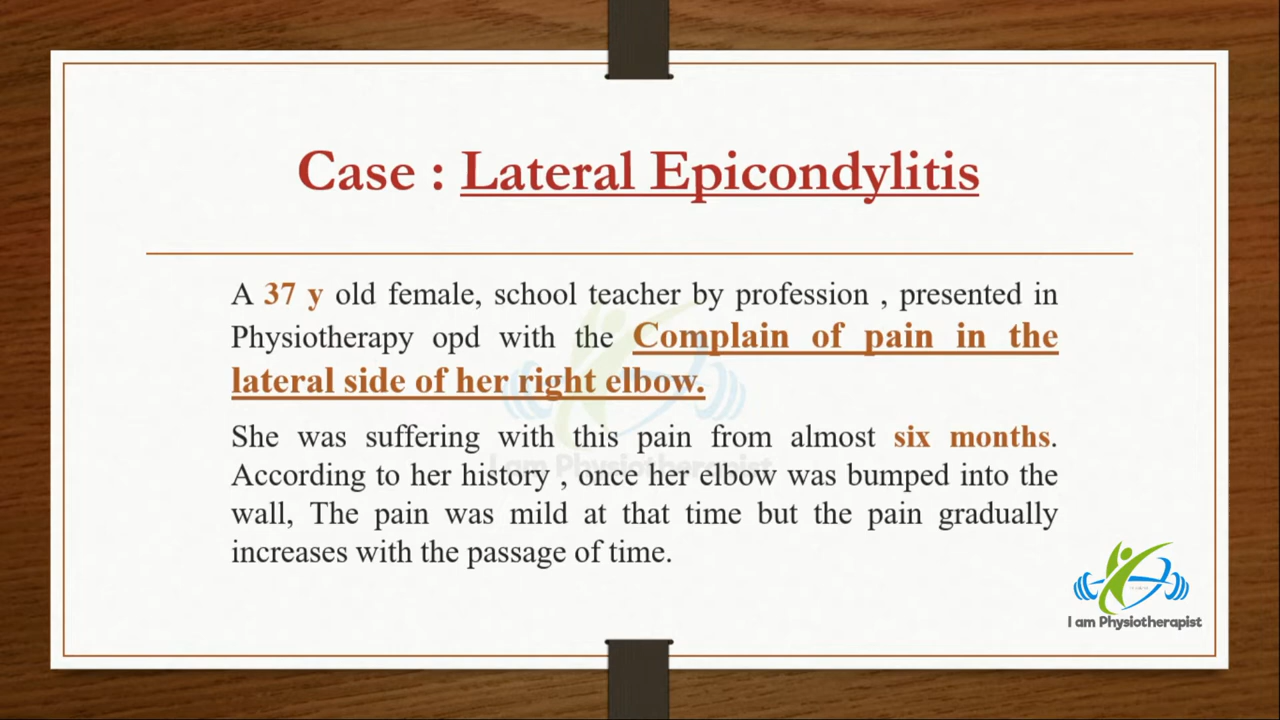 Case : Lateral Epicondylitis
A 37 y old female, school teacher by profession , presented in
Physiotherapy opd with the Complain of pain in the
lateral side of her right elbow.
She was suffering with this pain from almost six months.
According to her history , once her elbow was bumped into the
wall, The pain was mild at that time but the pain gradually
increases with the passage of time.
I am Physiotherapist
I am Physiotherapist